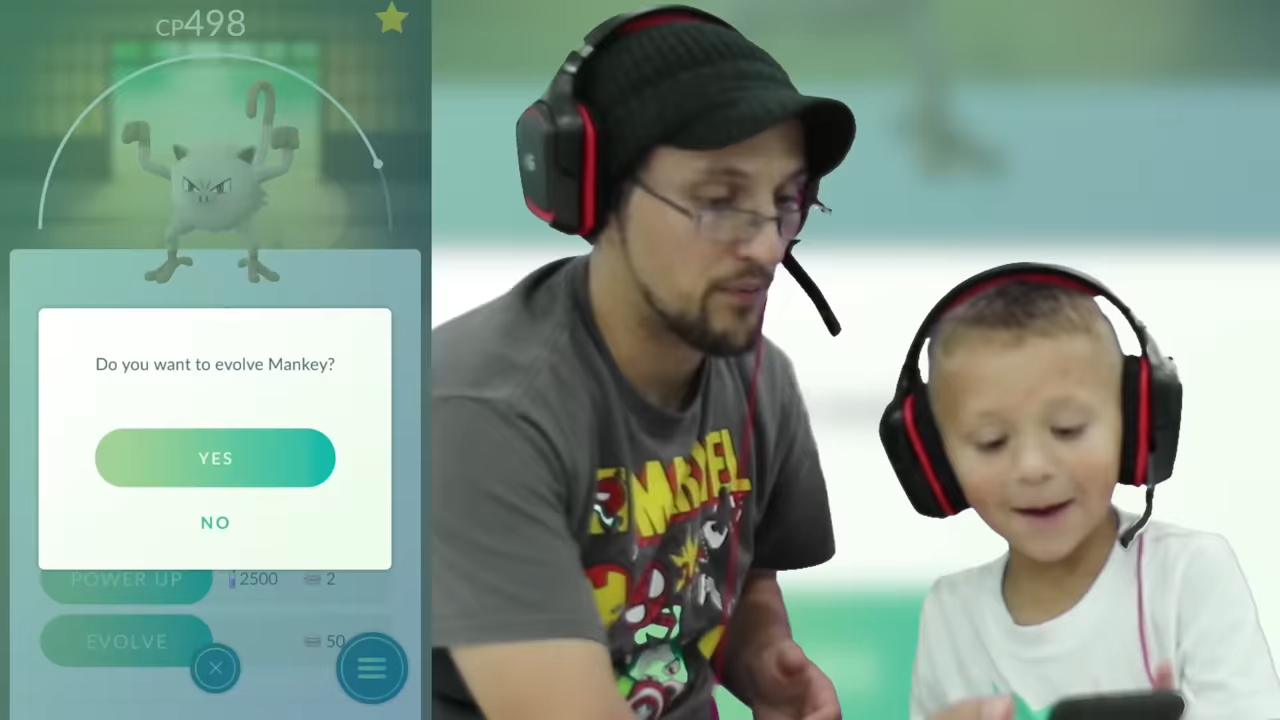 CP498
Do you want to evolve Mankey?
YES
NO
POWER UP 2500 2
EVOLVE 50
MARVEL